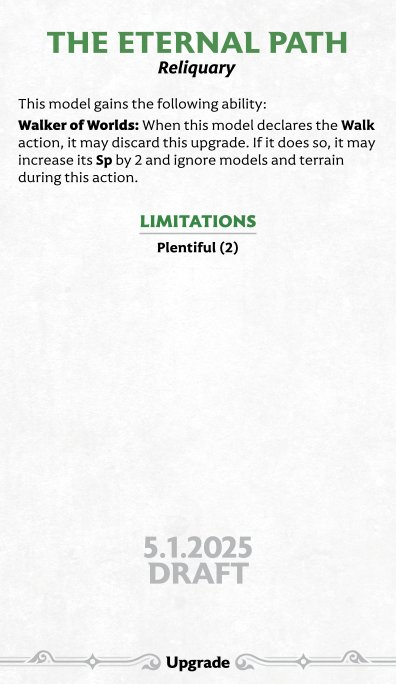 THE ETERNAL PATH
Reliquary
This model gains the following ability:
Walker of Worlds: When this model declares the Walk
action, it may discard this upgrade. If it does so, it may
increase its Sp by 2 and ignore models and terrain
during this action.
LIMITATIONS
Plentiful (2)
5.1.2025
DRAFT
Upgrade